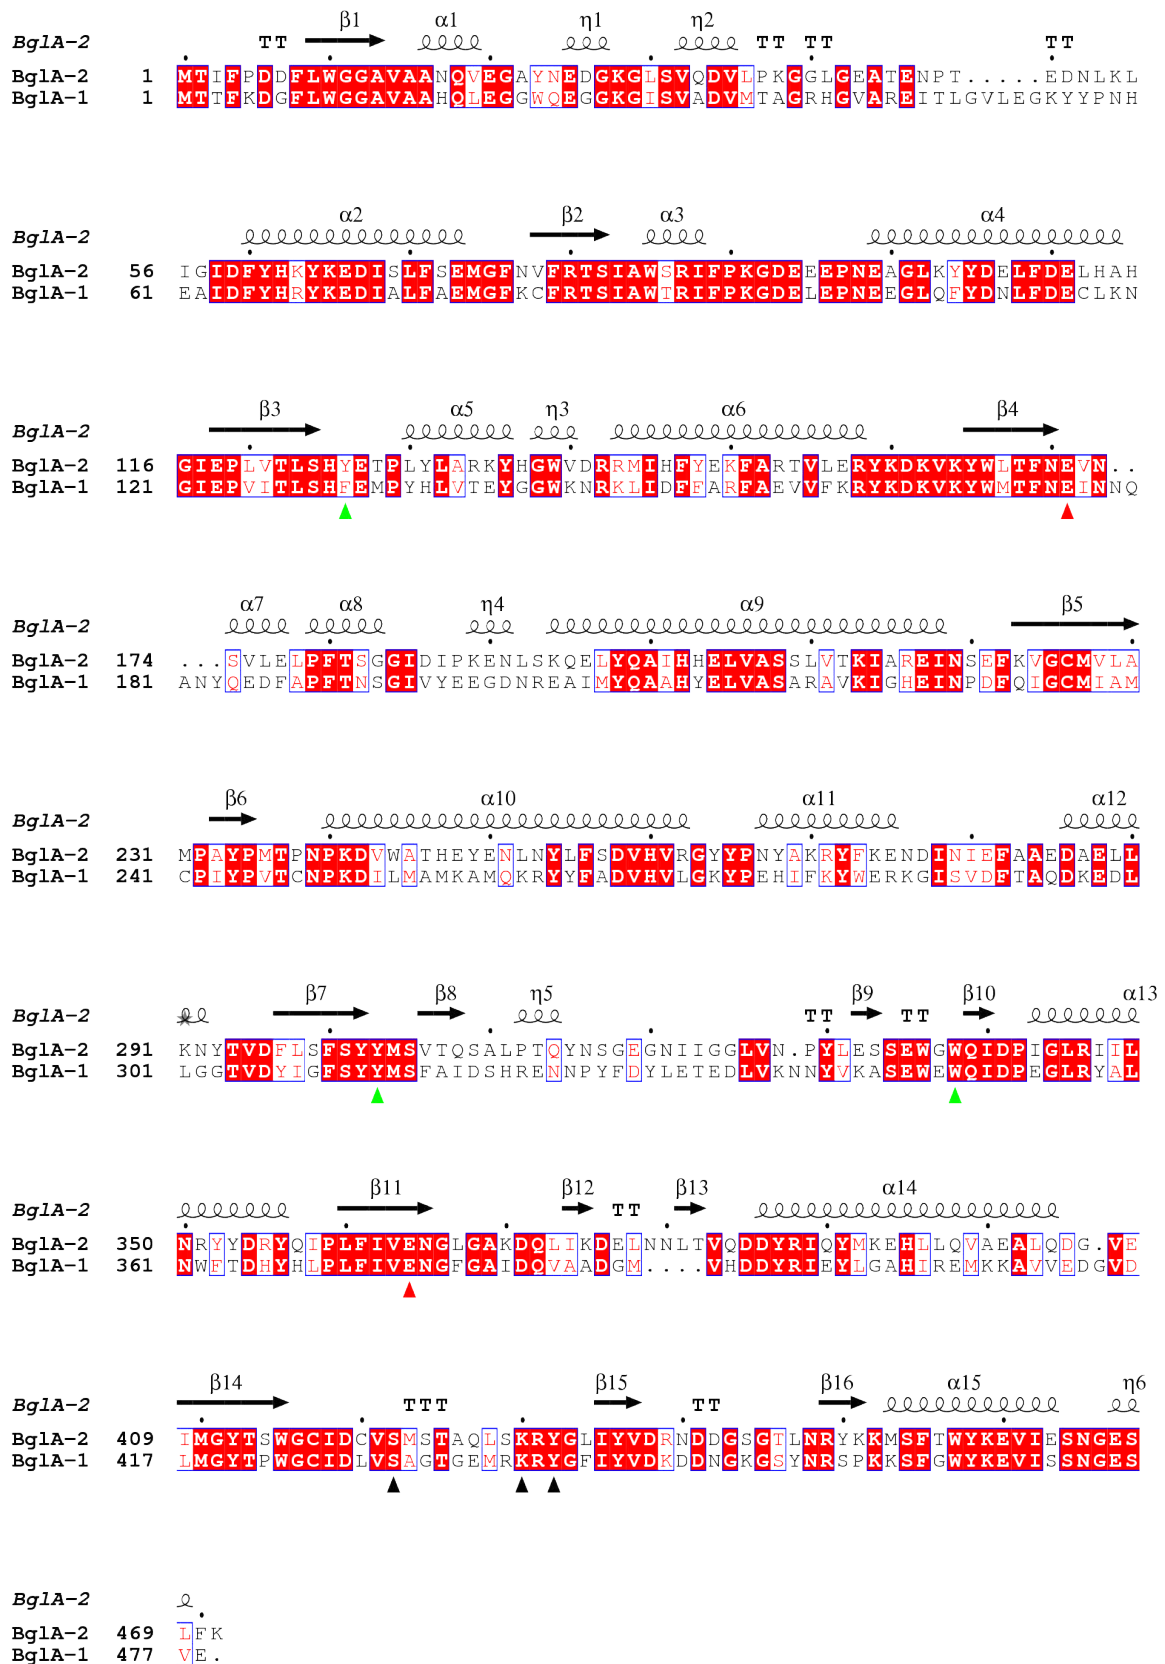 β1 α1 η1 η2
BglA-2 TT TT TT TT
BglA-2 1 MTIFPDDFLWGGAVAANQVEGAYNEDGKGLSVQDVLPKGGLGEATENPT.....EDNLKL
BglA-1 1 MTTFKDGFLWGGAVAAHQLEGGWQEGGKGISVADVMTAGRHGVAREITLGVLEGKYYPNH
α2 β2 α3 α4
BglA-2
BglA-2 56 IGIDFYHKYKEDISLFSEMGFNVFRTSIAWSRIFPKGDEEEPNEAGLKYYDELFDELHAH
BglA-1 61 EAIDFYHRYKEDIALFAEMGFKCFRTSIAWTRIFPKGDELEPNEEGLQFYDNLFDECLKN
β3 α5 η3 α6 β4
BglA-2
BglA-2 116 GIEPLVTLSHYETPLYLARKYHGWVDRRMIHFYEKFARTVLERYKDKVKYWLTFNEVN..
BglA-1 121 GIEPVITLSHFEMPYHLVTEYGGWKNRKLIDFFARFAEVVFKRYKDKVKYWMTFNEINNQ
α7 α8 η4 α9 β5
BglA-2
BglA-2 174 ...SVLELPFTSGGIDIPKENLSKQELYQAIHHELVASSLVTKIAREINSEFKVGCMVLA
BglA-1 181 ANYQEDFAPFTNSGIVYEEGDNREAIMYQAAHYELVASARAVKIGHEINPDFQIGCMIAM
β6 α10 α11 α12
BglA-2
BglA-2 231 MPAYPMTPNPKDVWATHEYENLNYLFSDVHVRGYYPNYAKRYFKENDINIEFAAEDAELL
BglA-1 241 CPIYPVTCNPKDILMAMKAMQKRYYFADVHVLGKYPEHIFKYWERKGISVDFTAQDKEDL
β7 β8 η5 β9 β10 α13
BglA-2 TT TT
BglA-2 291 KNYTVDFLSFSYYMSVTQSALPTQYNSGEGNIIGGLVN.PYLESSEWGWQIDPIGLRIIL
BglA-1 301 LGGTVDYIGFSYYMSFAIDSHRENNPYFDYLETEDLVKNNYVKASEWEWQIDPEGLRYAL
β11 β12 β13 α14
BglA-2 TT
BglA-2 350 NRYYDRYQIPLFIVENGLGAKDQLIKDELNNLTVQDDYRIQYMKEHLLQVAEALQDG.VE
BglA-1 361 NWFTDHYHLPLFIVENGFGAIDQVAADGM....VHDDYRIEYLGAHIREMKKAVVEDGVD
β14 β15 β16 α15 η6
BglA-2 TTT TT
BglA-2 409 IMGYTSWGCIDCVSMSTAQLSKRYGLIYVDRNDDGSGTLNRYKKMSFTWYKEVIESNGES
BglA-1 417 LMGYTPWGCIDLVSAGTGEMRKRYGFIYVDKDDNGKGSYNRSPKKSFGWYKEVISSNGES
BglA-2
BglA-2 469 LFK
BglA-1 477 VE.